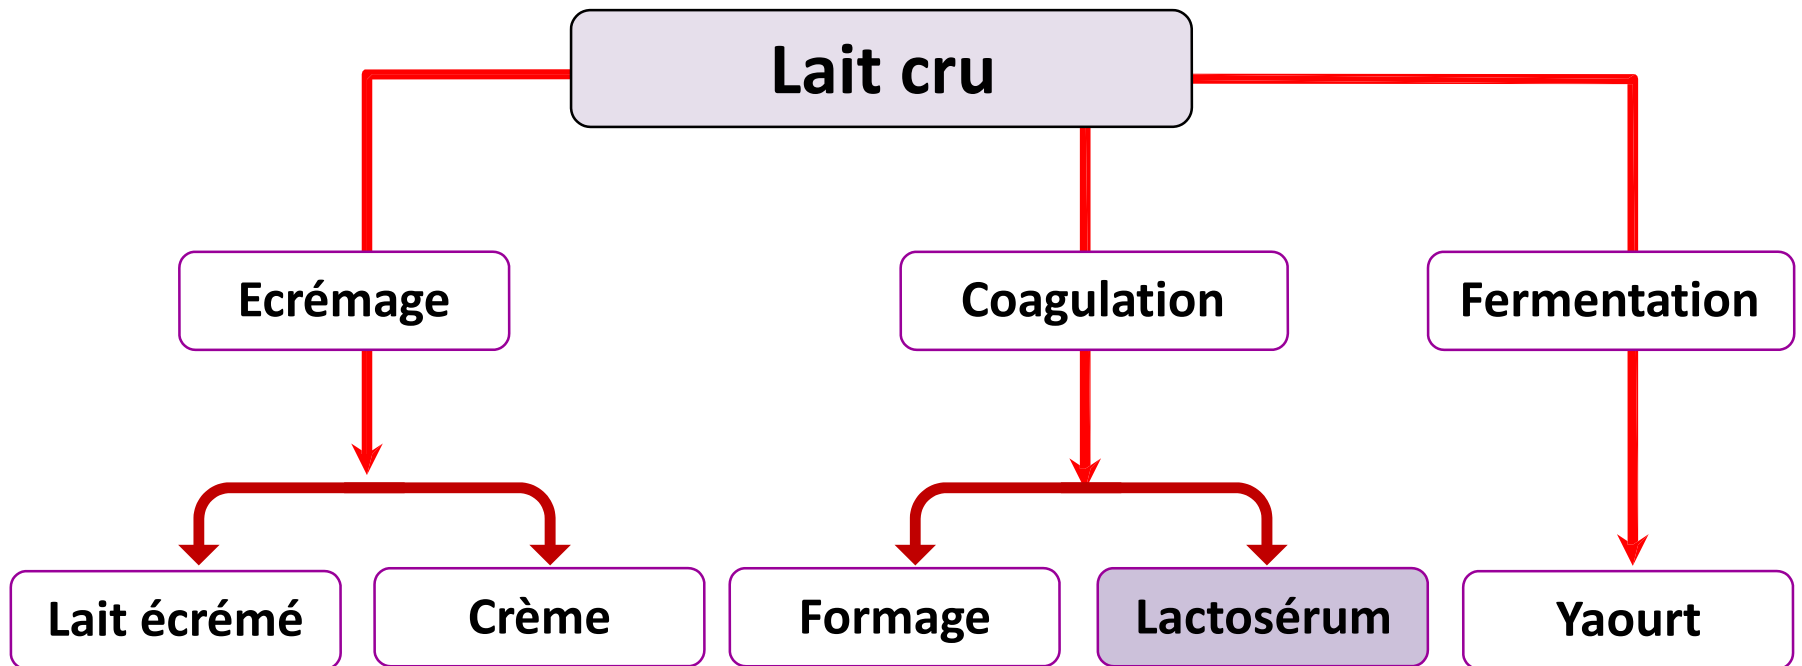 Lait cru
Ecrémage
Coagulation
Fermentation
Lait écrémé
Crème
Formage
Lactosérum
Yaourt